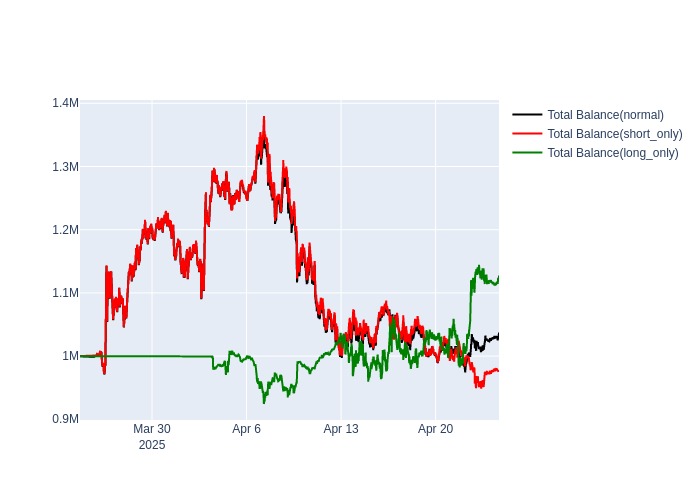 1.4M
1.3M
1.2M
1.1M
1M
0.9M
Mar 30
2025
Apr 6
Apr 13
Apr 20
Total Balance(normal)
Total Balance(short_only)
Total Balance(long_only)